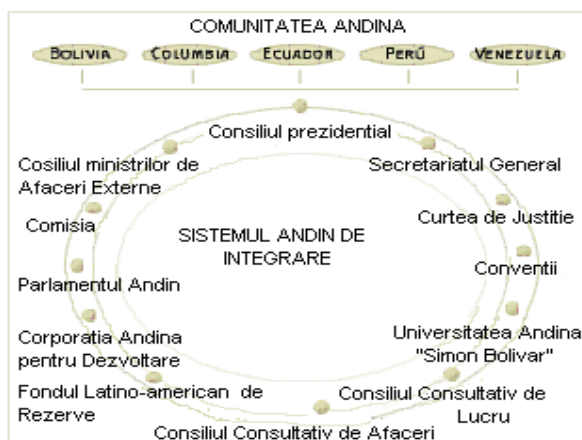 COMUNITATEA ANDINA
BOLIVIA COLUMBIA ECUADOR PERÚ VENEZUELA
Consiliul prezidential
Cosiliul ministrilor de
Afaceri Externe
Secretariatul General
Comisia
Curtea de Justitie
SISTEMUL ANDIN DE
INTEGRARE
Conventii
Parlamentul Andin
Corporatia Andina
pentru Dezvoltare
Universitatea Andina
"Simon Bolivar"
Fondul Latino-american de
Rezerve
Consiliul Consultativ de
Lucru
Consiliul Consultativ de Afaceri